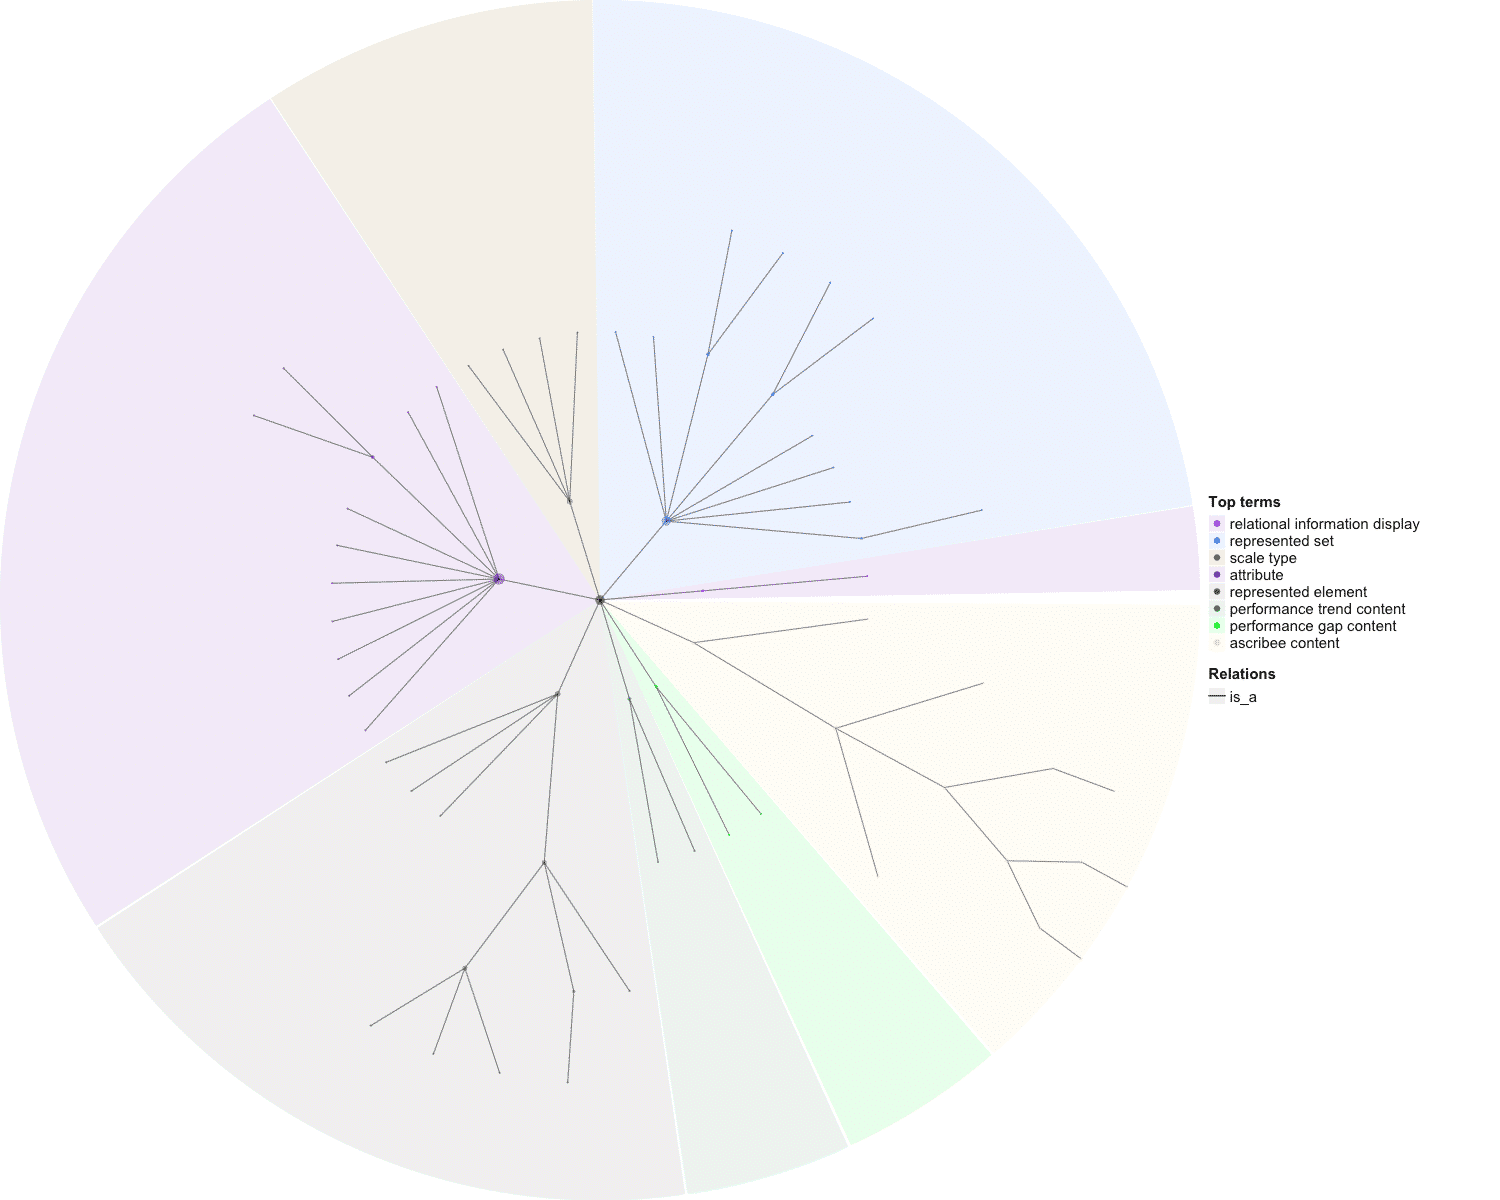 Top terms
relational information display
represented set
scale type
attribute
represented element
performance trend content
performance gap content
ascribee content
Relations
is_a